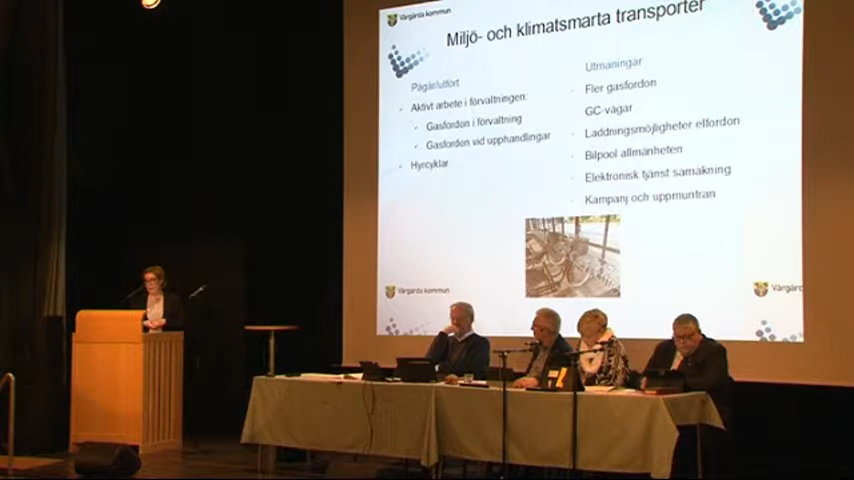 Vårgårda kommun
Miljö- och klimatsmarta transporter
Pågår/utfört
Aktivt arbete i förvaltningen:
Gasfordon i förvaltning
Gasfordon vid upphandlingar
Hyrcyklar
Utmaningar
Fler gasfordon
GC-vägar
Laddningsmöjligheter elfordon
Bilpool allmänheten
Elektronisk tjänst samåkning
Kampanj och uppmuntran
Vårgårda kommun
Vårgårda